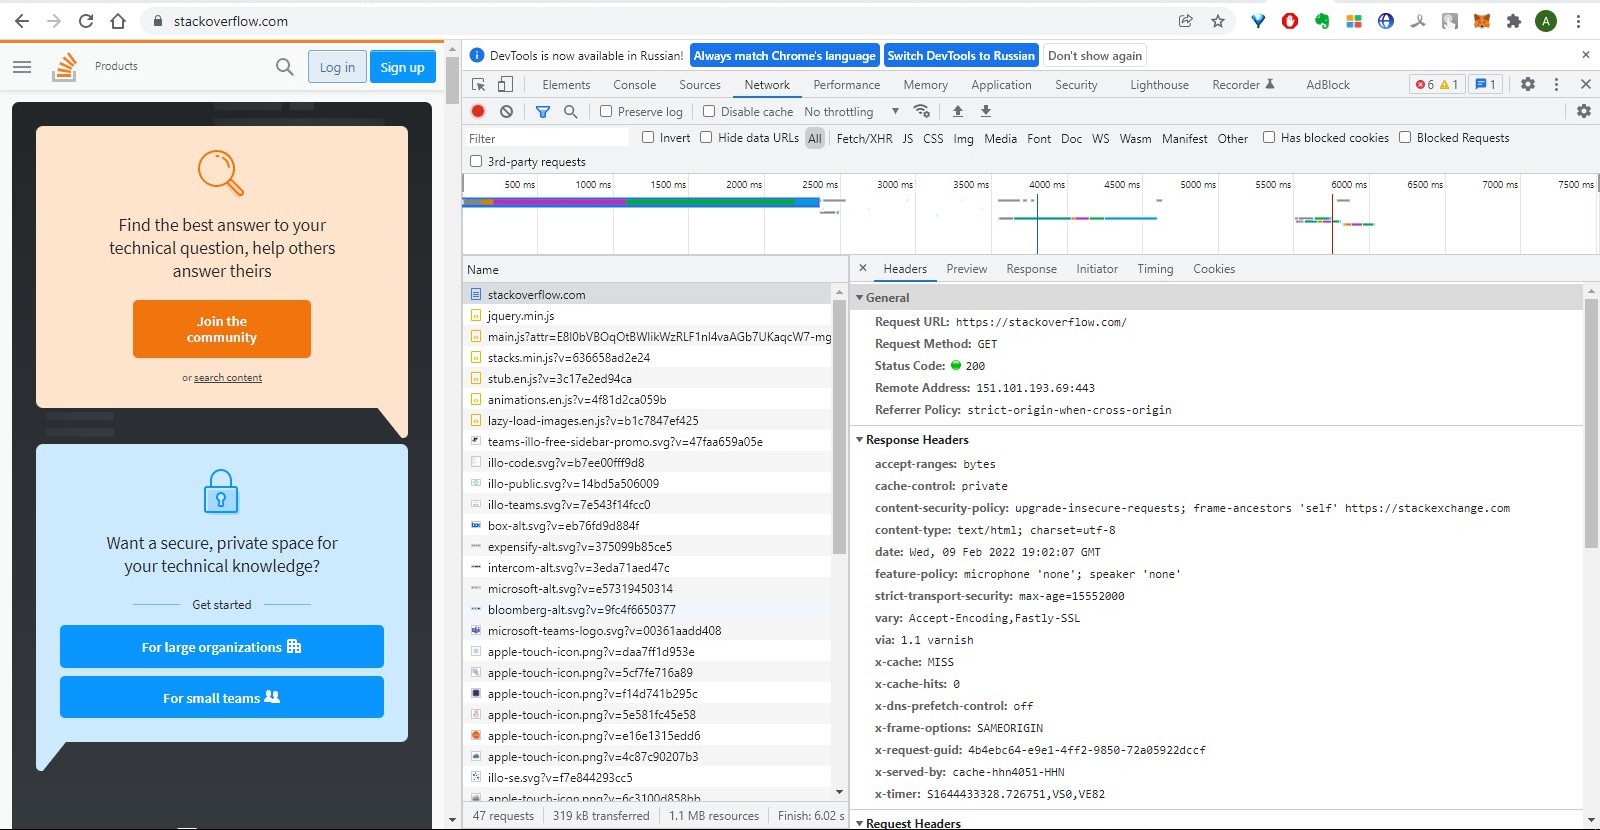 stackoverflow.com
A
Products
Log in
Sign up
Find the best answer to your
technical question, help others
answer theirs
Join the
community
or search content
Want a secure, private space for
your technical knowledge?
Get started
For large organizations
For small teams
DevTools is now available in Russian! Always match Chrome's language Switch DevTools to Russian Don't show again
Elements Console Sources Network Performance Memory Application Security Lighthouse Recorder AdBlock 6 1 1
Preserve log Disable cache No throttling
Filter Invert Hide data URLs All Fetch/XHR JS CSS Img Media Font Doc WS Wasm Manifest Other Has blocked cookies Blocked Requests
3rd-party requests
500 ms 1000 ms 1500 ms 2000 ms 2500 ms 3000 ms 3500 ms 4000 ms 4500 ms 5000 ms 5500 ms 6000 ms 6500 ms 7000 ms 7500 ms
Name
stackoverflow.com
jquery.min.js
main.js?attr=E8I0bVBOqOtBWIikWzRLF1nI4vaAGb7UKaqcW7-mg
stacks.min.js?v=636658ad2e24
stub.en.js?v=3c17e2ed94ca
animations.en.js?v=4f81d2ca059b
lazy-load-images.en.js?v=b1c7847ef425
teams-illo-free-sidebar-promo.svg?v=47faa659a05e
illo-code.svg?v=b7ee00fff9d8
illo-public.svg?v=14bd5a506009
illo-teams.svg?v=7e543f14fcc0
box-alt.svg?v=eb76fd9d884f
expensify-alt.svg?v=375099b85ce5
intercom-alt.svg?v=3eda71aed47c
microsoft-alt.svg?v=e57319450314
bloomberg-alt.svg?v=9fc4f6650377
microsoft-teams-logo.svg?v=00361aadd408
apple-touch-icon.png?v=daa7ff1d953e
apple-touch-icon.png?v=5cf7fe716a89
apple-touch-icon.png?v=f14d741b295c
apple-touch-icon.png?v=5e581fc45e58
apple-touch-icon.png?v=e16e1315edd6
apple-touch-icon.png?v=4c87c90207b3
illo-se.svg?v=f7e844293cc5
apple-touch-icon.png?v=6c3100d858bb
47 requests 319 kB transferred 1.1 MB resources Finish: 6.02 s
Headers Preview Response Initiator Timing Cookies
General
Request URL: https://stackoverflow.com/
Request Method: GET
Status Code: 200
Remote Address: 151.101.193.69:443
Referrer Policy: strict-origin-when-cross-origin
Response Headers
accept-ranges: bytes
cache-control: private
content-security-policy: upgrade-insecure-requests; frame-ancestors 'self' https://stackexchange.com
content-type: text/html; charset=utf-8
date: Wed, 09 Feb 2022 19:02:07 GMT
feature-policy: microphone 'none'; speaker 'none'
strict-transport-security: max-age=15552000
vary: Accept-Encoding,Fastly-SSL
via: 1.1 varnish
x-cache: MISS
x-cache-hits: 0
x-dns-prefetch-control: off
x-frame-options: SAMEORIGIN
x-request-guid: 4b4ebc64-e9e1-4ff2-9850-72a05922dccf
x-served-by: cache-hhn4051-HHN
x-timer: S1644433328.726751,VS0,VE82
Request Headers